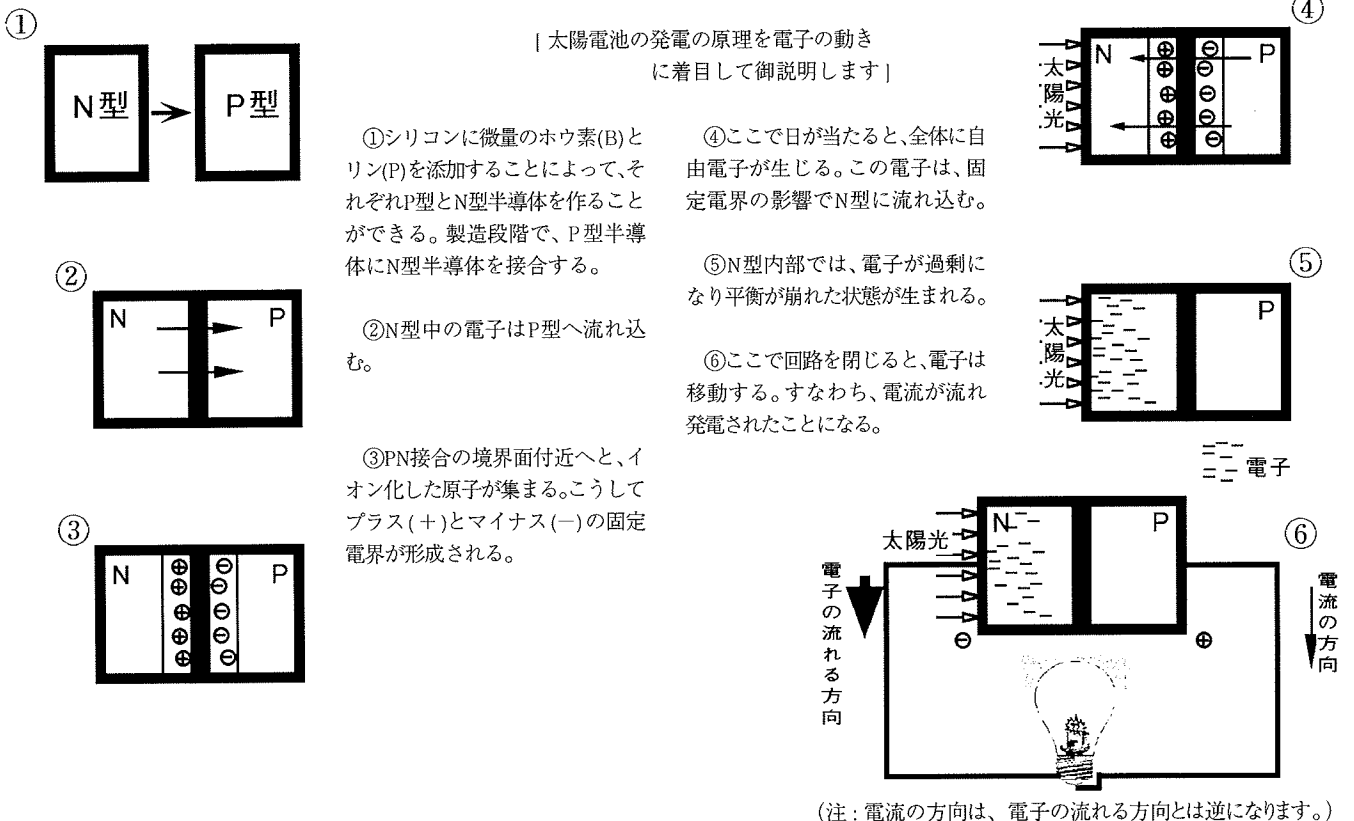 ①
N型
P型
②
N
P
③
N
P
[太陽電池の発電の原理を電子の動き
に着目して御説明します]
①シリコンに微量のホウ素(B)と
リン(P)を添加することによって、そ
れぞれP型とN型半導体を作ること
ができる。製造段階で、P型半導
体にN型半導体を接合する。
②N型中の電子はP型へ流れ込
む。
③PN接合の境界面付近へと、イ
オン化した原子が集まる。こうして
プラス(+)とマイナス(-)の固定
電界が形成される。
④ここで日が当たると、全体に自
由電子が生じる。この電子は、固
定電界の影響でN型に流れ込む。
⑤N型内部では、電子が過剰に
なり平衡が崩れた状態が生まれる。
⑥ここで回路を閉じると、電子は
移動する。すなわち、電流が流れ
発電されたことになる。
④
太陽光
N
P
⑤
太陽光
P
電子
⑥
太陽光
N
P
電子の流れる方向
⊖
⊕
電流の方向
(注:電流の方向は、電子の流れる方向とは逆になります。)